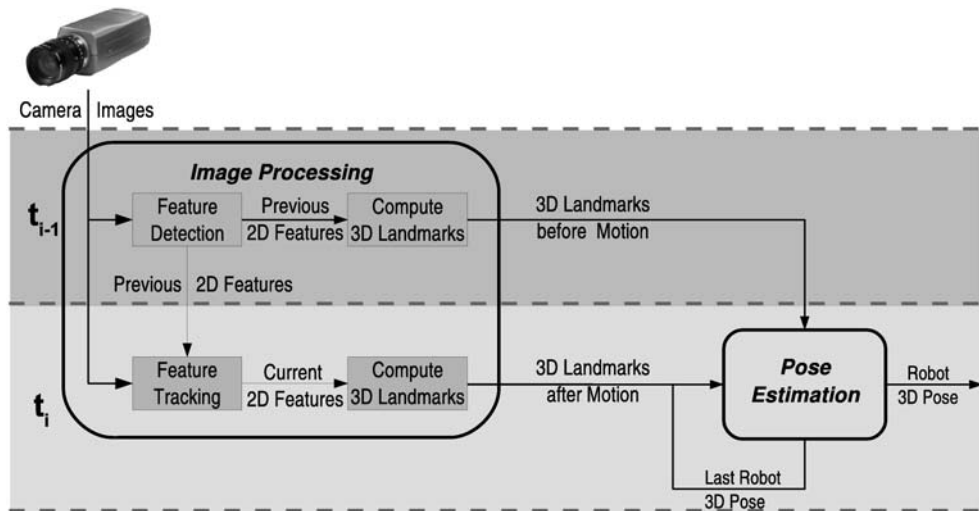 Camera Images
Image Processing
t i-1
Feature
Detection
Previous
2D Features
Compute
3D Landmarks
3D Landmarks
before Motion
Previous 2D Features
t i
Feature
Tracking
Current
2D Features
Compute
3D Landmarks
3D Landmarks
after Motion
Pose
Estimation
Robot
3D Pose
Last Robot
3D Pose